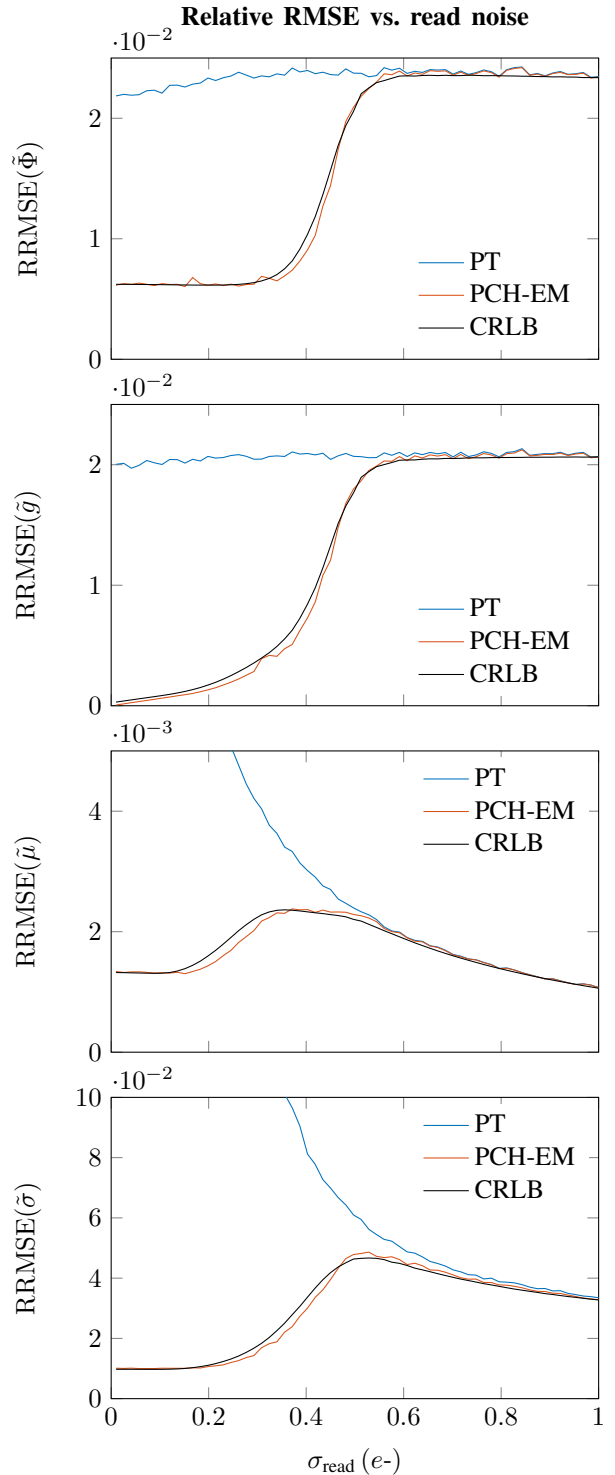 Relative RMSE vs. read noise
·10⁻²
RRMSE(Φ̃)
2
1
0
PT
PCH-EM
CRLB
·10⁻²
RRMSE(g̃)
2
1
0
PT
PCH-EM
CRLB
·10⁻³
RRMSE(μ̃)
4
2
0
PT
PCH-EM
CRLB
·10⁻²
RRMSE(σ̃)
10
8
6
4
2
0
PT
PCH-EM
CRLB
0 0.2 0.4 0.6 0.8 1
σread (e-)